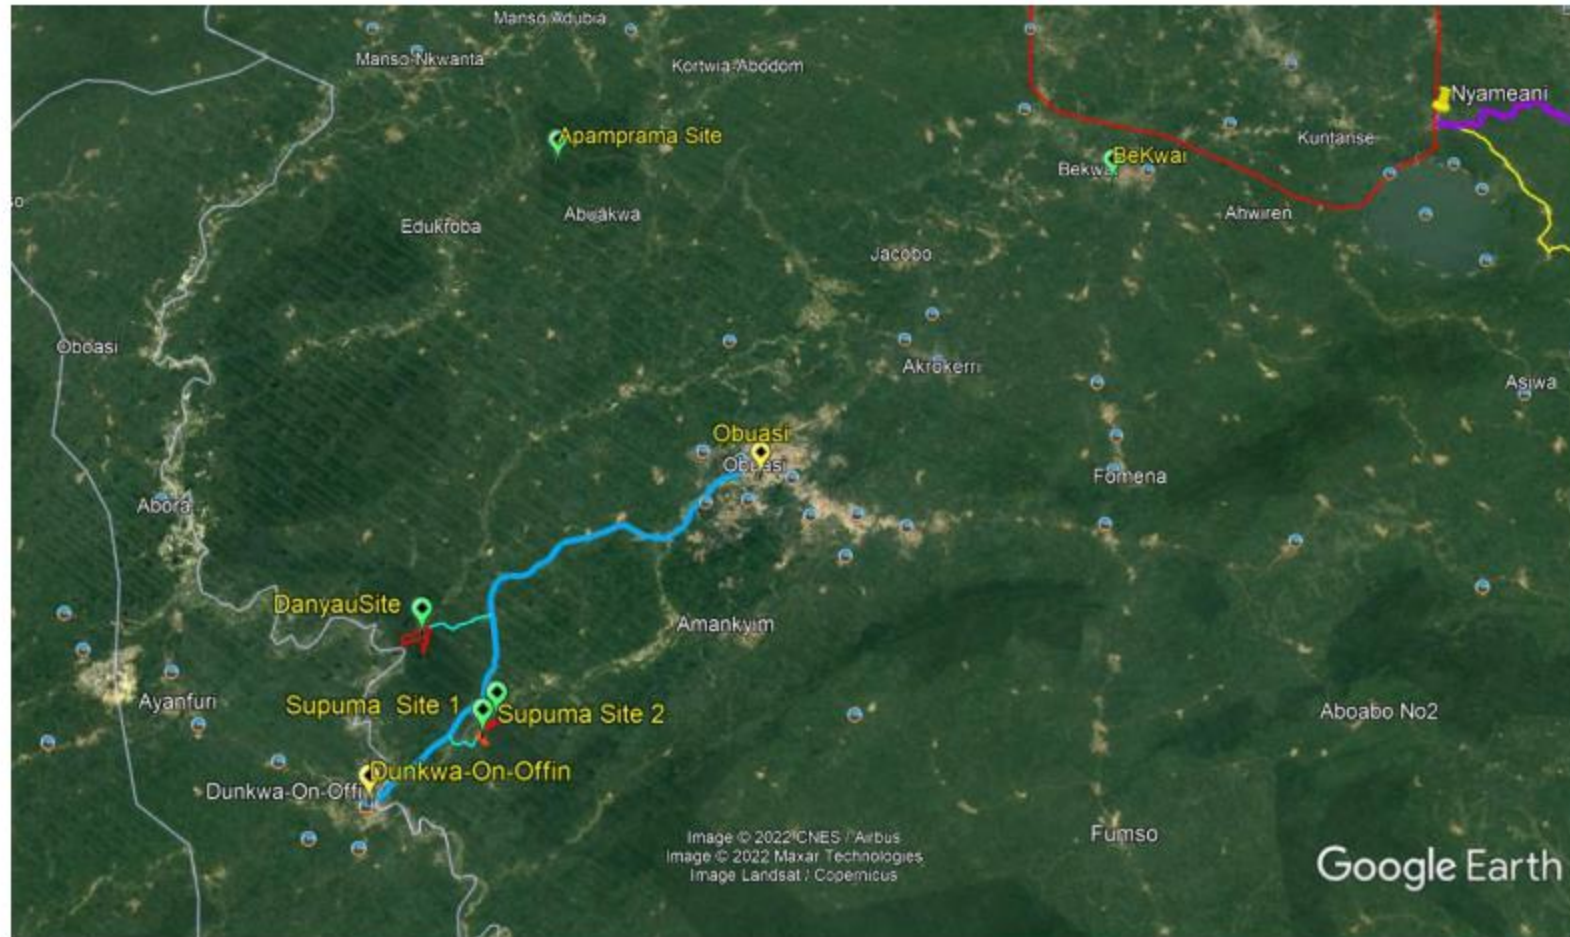 Manso Adubia
Manso-Nkwanta
Kortwia-Abodom
Nyameani
Apamprama Site
Kuntanse
BeKwai
Abuakwa
Ahwiren
Edukroba
Jacobo
Oboasi
Akrokerri
Asiwa
Obuasi
Obuasi
Fomena
Abora
DanyauSite
Amankyim
Ayanfuri
Supuma Site 1
Supuma Site 2
Aboabo No2
Dunkwa-On-Offin
Dunkwa-On-Offi
Fumso
Image © 2022 CNES / Airbus
Image © 2022 Maxar Technologies
Image Landsat / Copernicus
Google Earth